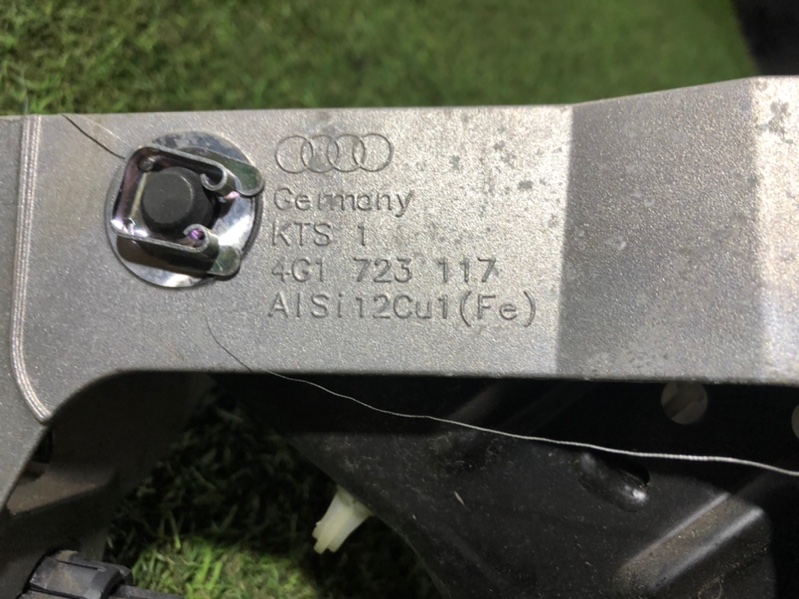 Germany
KTS 1
4G1 723 117
AlSi12Cu1(Fe)